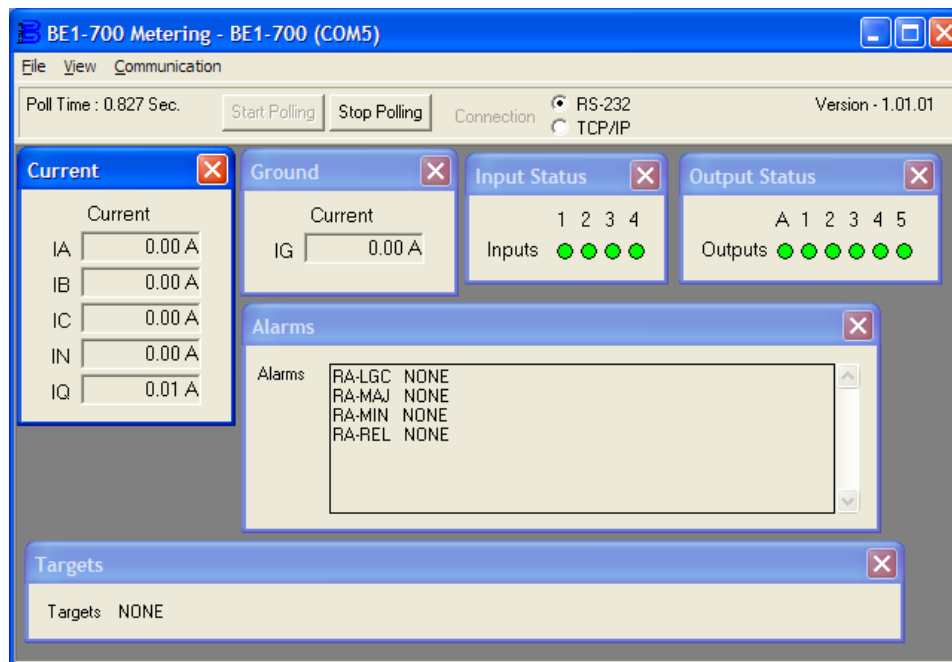 BE1-700 Metering - BE1-700 (COM5)
File View Communication
Poll Time : 0.827 Sec. Start Polling Stop Polling Connection RS-232 TCP/IP Version - 1.01.01
Current
Current
IA 0.00 A
IB 0.00 A
IC 0.00 A
IN 0.00 A
IQ 0.01 A
Ground
Current
IG 0.00 A
Input Status
1 2 3 4
Inputs
Output Status
A 1 2 3 4 5
Outputs
Alarms
Alarms
RA-LGC NONE
RA-MAJ NONE
RA-MIN NONE
RA-REL NONE
Targets
Targets NONE